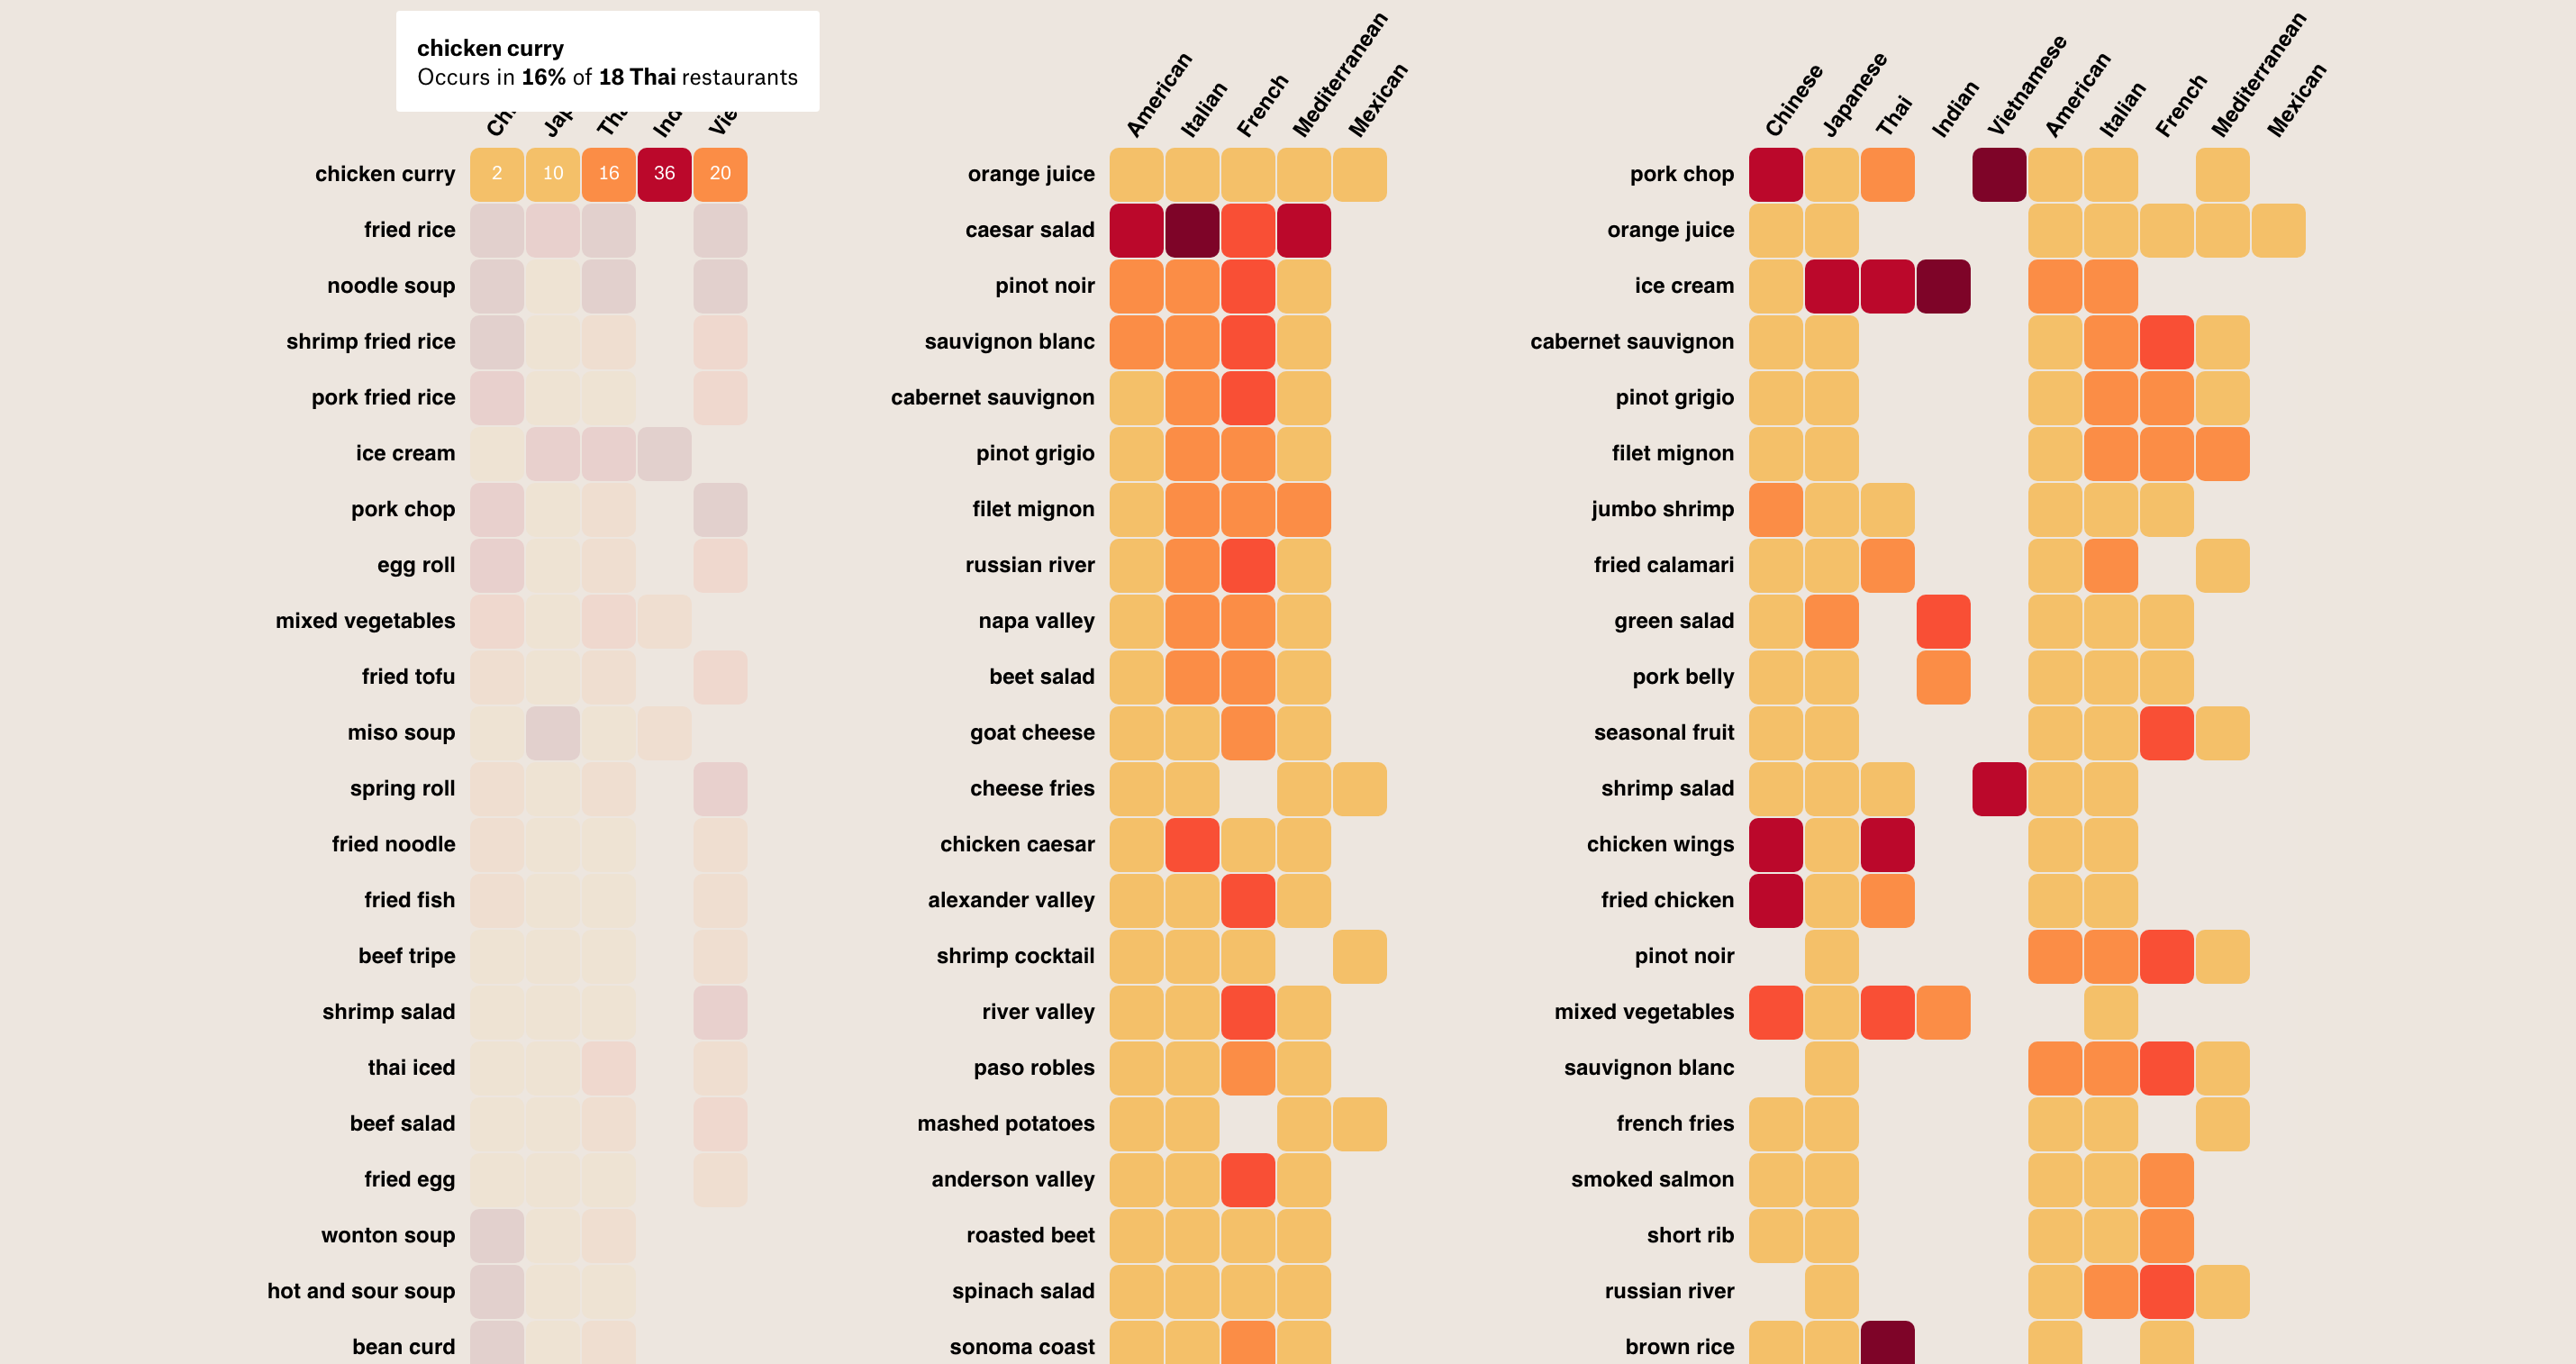 chicken curry
Occurs in 16% of 18 Thai restaurants
American
Italian
French
Mediterranean
Mexican
Chinese
Japanese
Thai
Indian
Vietnamese
American
Italian
French
Mediterranean
Mexican
chicken curry 2 10 16 36 20
fried rice
noodle soup
shrimp fried rice
pork fried rice
ice cream
pork chop
egg roll
mixed vegetables
fried tofu
miso soup
spring roll
fried noodle
fried fish
beef tripe
shrimp salad
thai iced
beef salad
fried egg
wonton soup
hot and sour soup
bean curd
orange juice
caesar salad
pinot noir
sauvignon blanc
cabernet sauvignon
pinot grigio
filet mignon
russian river
napa valley
beet salad
goat cheese
cheese fries
chicken caesar
alexander valley
shrimp cocktail
river valley
paso robles
mashed potatoes
anderson valley
roasted beet
spinach salad
sonoma coast
pork chop
orange juice
ice cream
cabernet sauvignon
pinot grigio
filet mignon
jumbo shrimp
fried calamari
green salad
pork belly
seasonal fruit
shrimp salad
chicken wings
fried chicken
pinot noir
mixed vegetables
sauvignon blanc
french fries
smoked salmon
short rib
russian river
brown rice